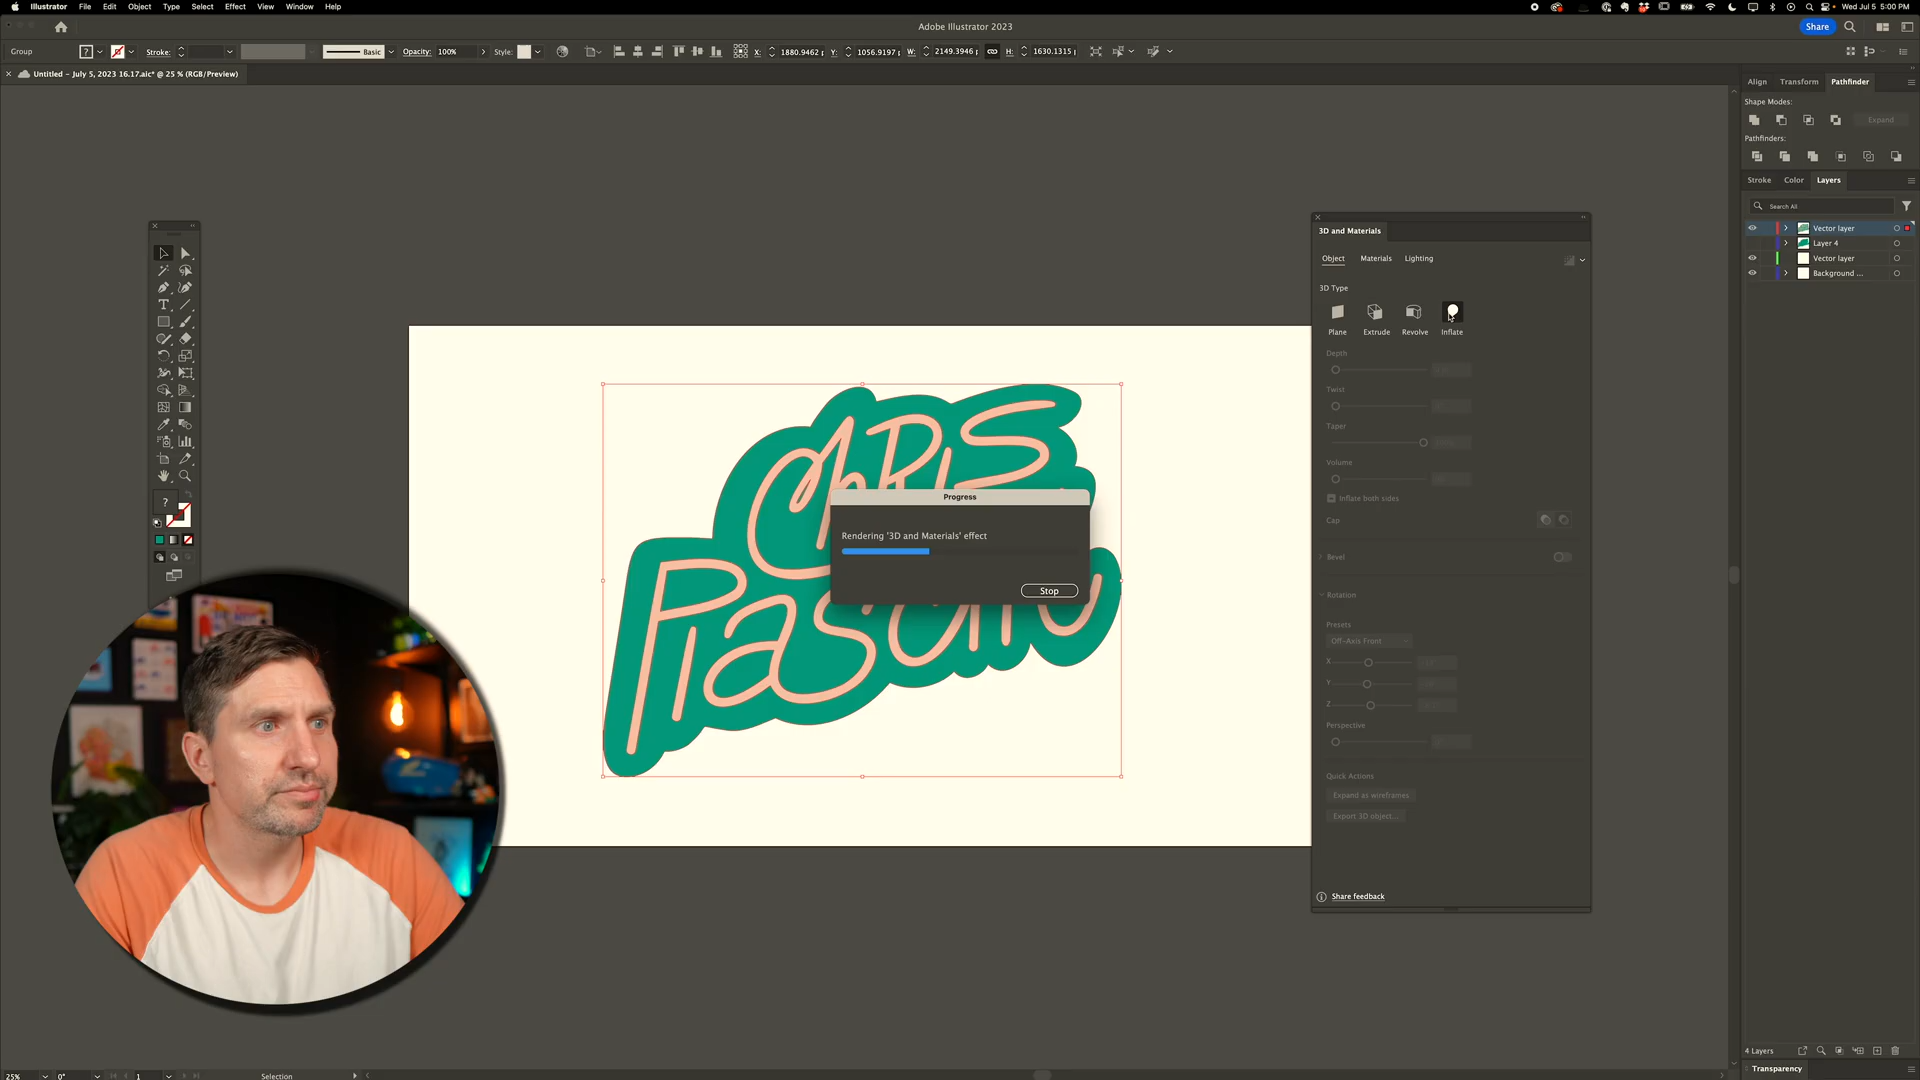 Illustrator File Edit Object Type Select Effect View Window Help
Wed Jul 5 5:00 PM
Adobe Illustrator 2023
Share
Group
Stroke:
Basic
Opacity: 100%
Style:
X: 1880.9462 Y: 1056.9197 W: 2149.3946 H: 1630.1315
Untitled – July 5, 2023 16.17.aic* @ 25 % (RGB/Preview)
Align Transform Pathfinder
Shape Modes:
Expand
Pathfinders:
Stroke Color Layers
Search All
Vector layer
Layer 4
Vector layer
Background ...
3D and Materials
Object Materials Lighting
3D Type
Plane Extrude Revolve Inflate
Depth
Twist
Taper
Volume
Inflate both sides
Cap
Bevel
Rotation
Presets
Off-Axis Front
X
Y
Z
Perspective
Quick Actions
Expand as wireframes
Export 3D object...
Share feedback
ChRiS
Progress
Rendering '3D and Materials' effect
Stop
?
4 Layers
Transparency
25% 0° 1 Selection